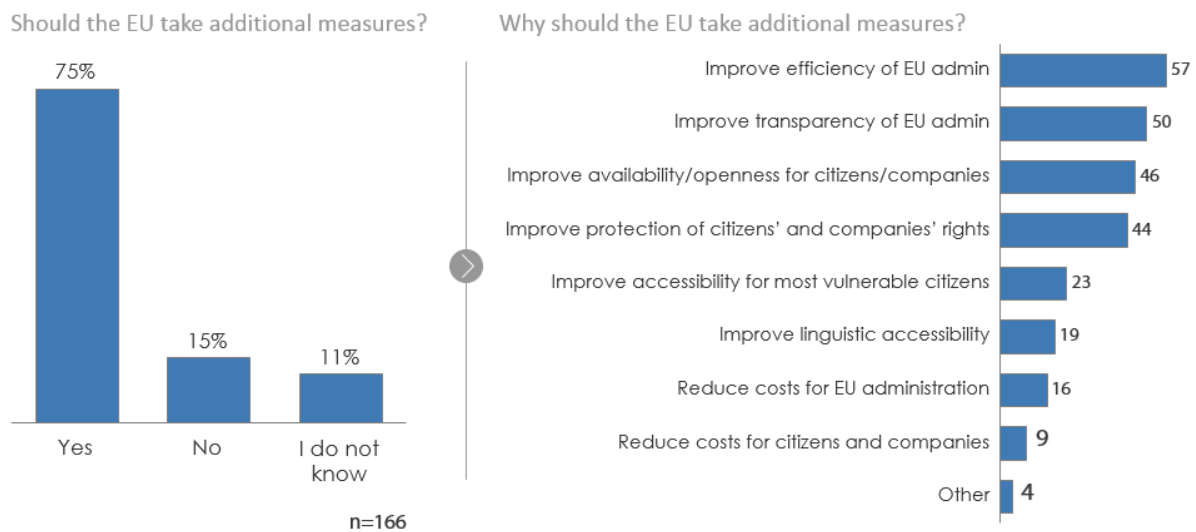 Should the EU take additional measures?
75%
15%
11%
Yes
No
I do not
know
n=166
Why should the EU take additional measures?
Improve efficiency of EU admin 57
Improve transparency of EU admin 50
Improve availability/openness for citizens/companies 46
Improve protection of citizens’ and companies’ rights 44
Improve accessibility for most vulnerable citizens 23
Improve linguistic accessibility 19
Reduce costs for EU administration 16
Reduce costs for citizens and companies 9
Other 4